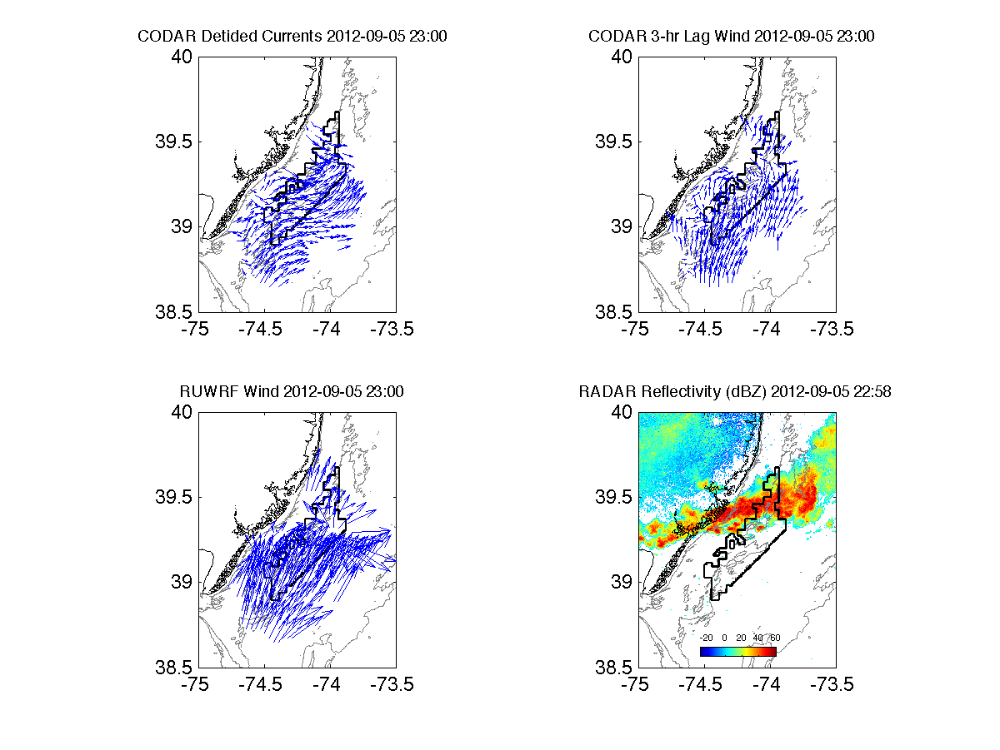 CODAR Detided Currents 2012-09-05 23:00
40
39.5
39
38.5
-75 -74.5 -74 -73.5
CODAR 3-hr Lag Wind 2012-09-05 23:00
40
39.5
39
38.5
-75 -74.5 -74 -73.5
RUWRF Wind 2012-09-05 23:00
40
39.5
39
38.5
-75 -74.5 -74 -73.5
RADAR Reflectivity (dBZ) 2012-09-05 22:58
40
39.5
39
-20 0 20 40 60
38.5
-75 -74.5 -74 -73.5